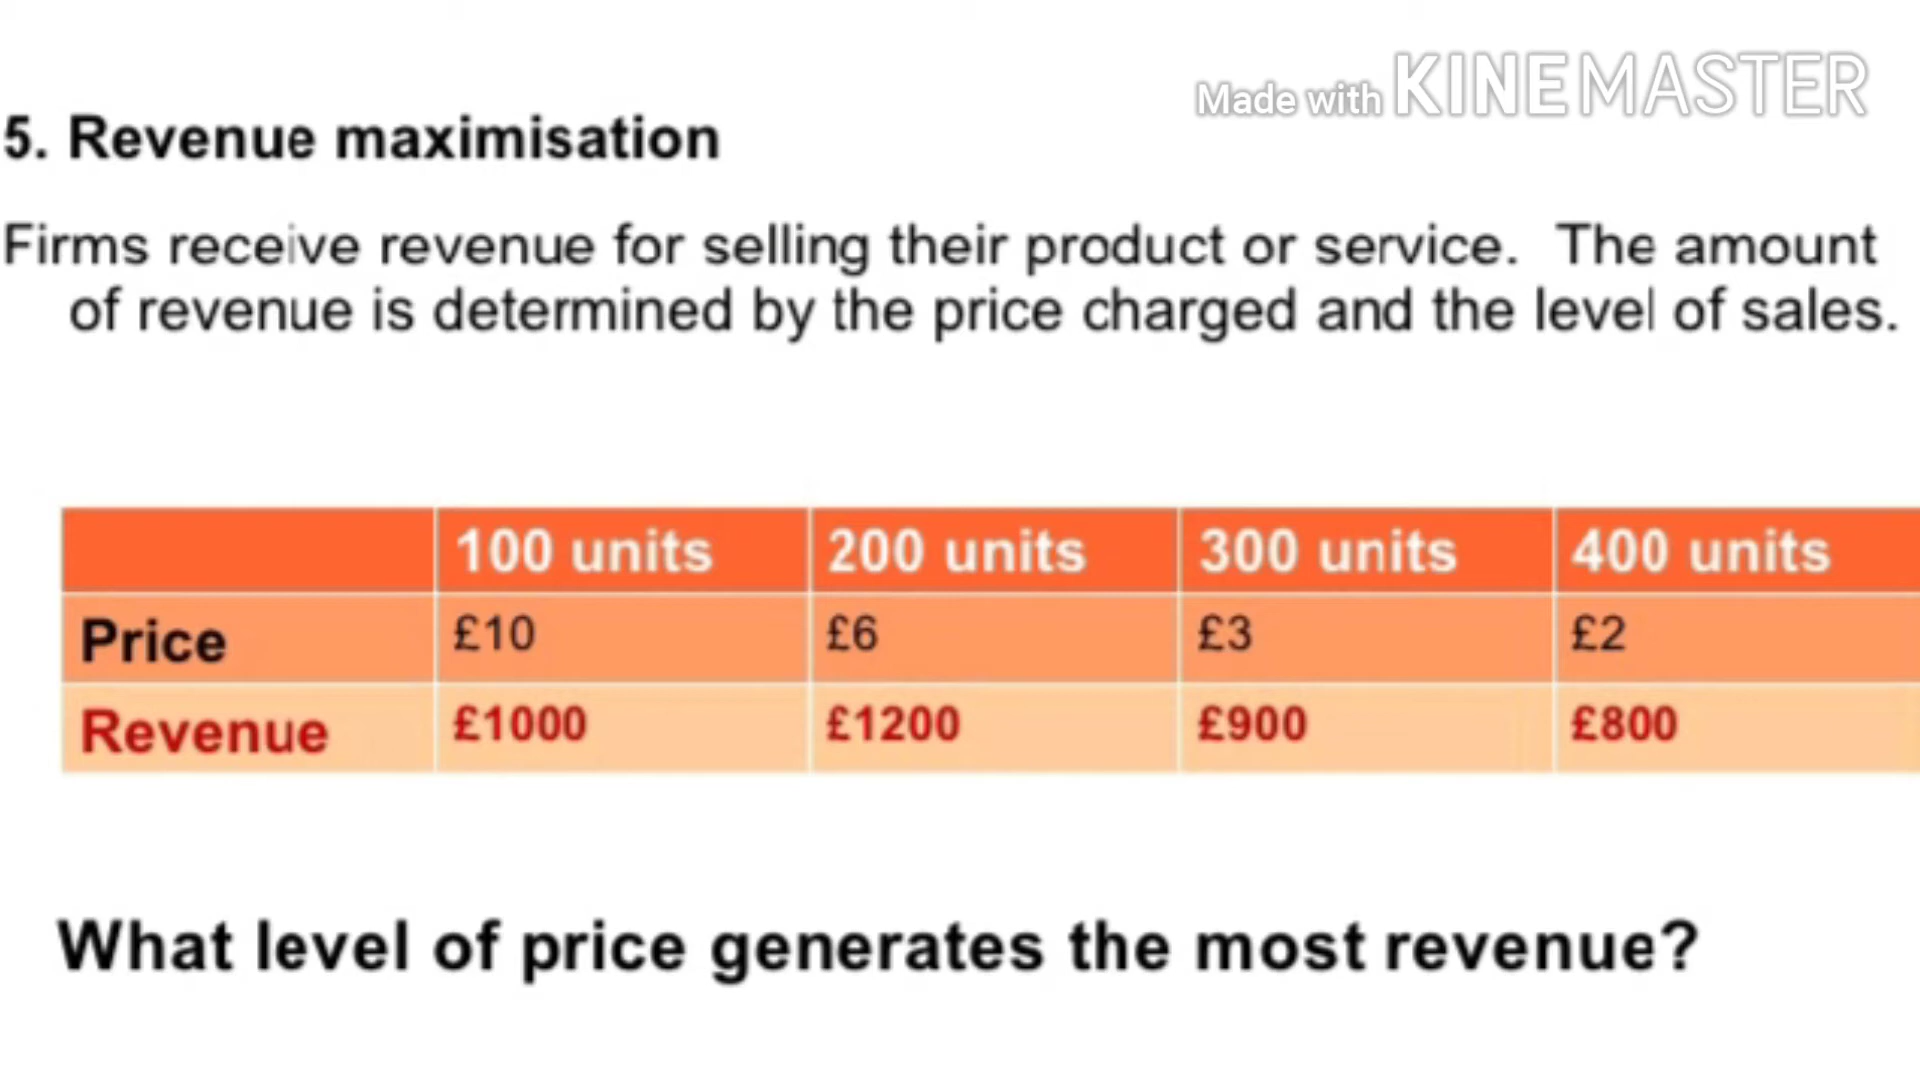 Made with KINEMASTER
5. Revenue maximisation
Firms receive revenue for selling their product or service. The amount
of revenue is determined by the price charged and the level of sales.
100 units 200 units 300 units 400 units
Price £10 £6 £3 £2
Revenue £1000 £1200 £900 £800
What level of price generates the most revenue?